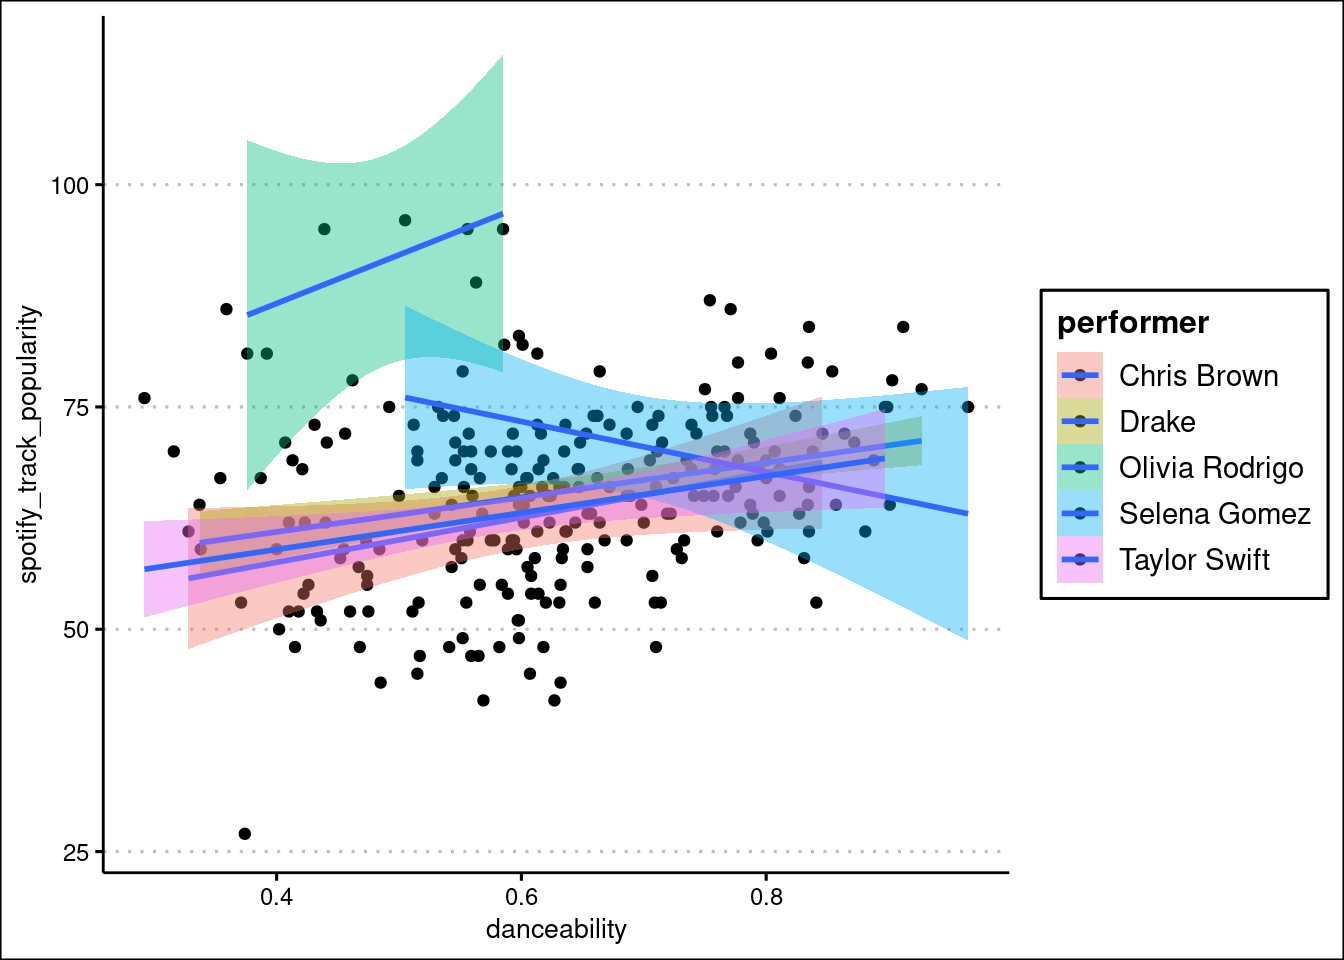 100
75
50
25
0.4
0.6
0.8
danceability
spotify_track_popularity
performer
Chris Brown
Drake
Olivia Rodrigo
Selena Gomez
Taylor Swift